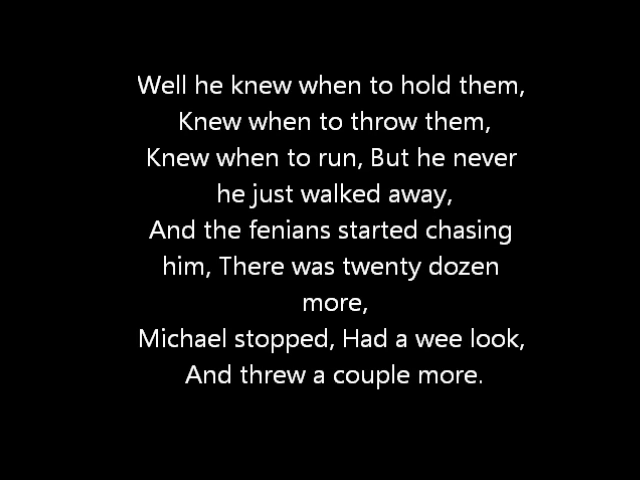 Well he knew when to hold them,
Knew when to throw them,
Knew when to run, But he never
he just walked away,
And the fenians started chasing
him, There was twenty dozen
more,
Michael stopped, Had a wee look,
And threw a couple more.